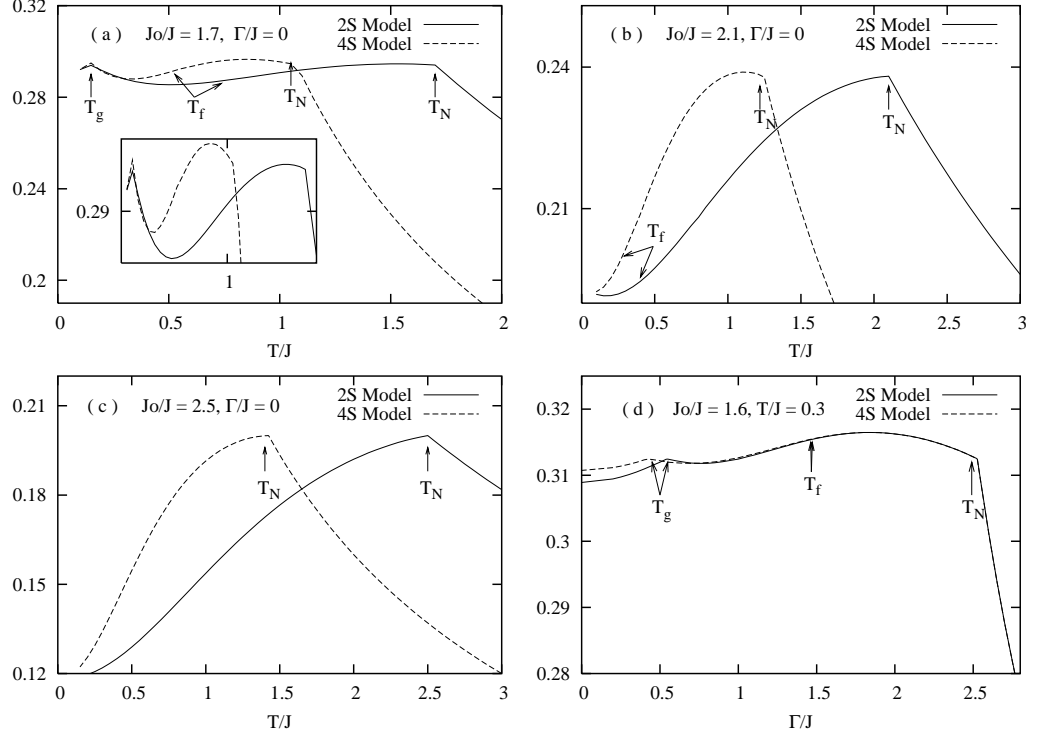 ( a ) Jo/J = 1.7, Γ/J = 0
2S Model
4S Model
0.28
0.24
0.2
T_g
T_f
T_N
T_N
0.29
1
0
0.5
1
1.5
2
T/J
( b ) Jo/J = 2.1, Γ/J = 0
2S Model
4S Model
0.24
0.21
T_f
T_N
T_N
0
0.5
1
1.5
2
2.5
3
T/J
( c ) Jo/J = 2.5, Γ/J = 0
2S Model
4S Model
0.21
0.18
0.15
0.12
T_N
T_N
0
0.5
1
1.5
2
2.5
3
T/J
( d ) Jo/J = 1.6, T/J = 0.3
2S Model
4S Model
0.32
0.31
0.3
0.29
0.28
T_g
T_f
T_N
0
0.5
1
1.5
2
2.5
Γ/J